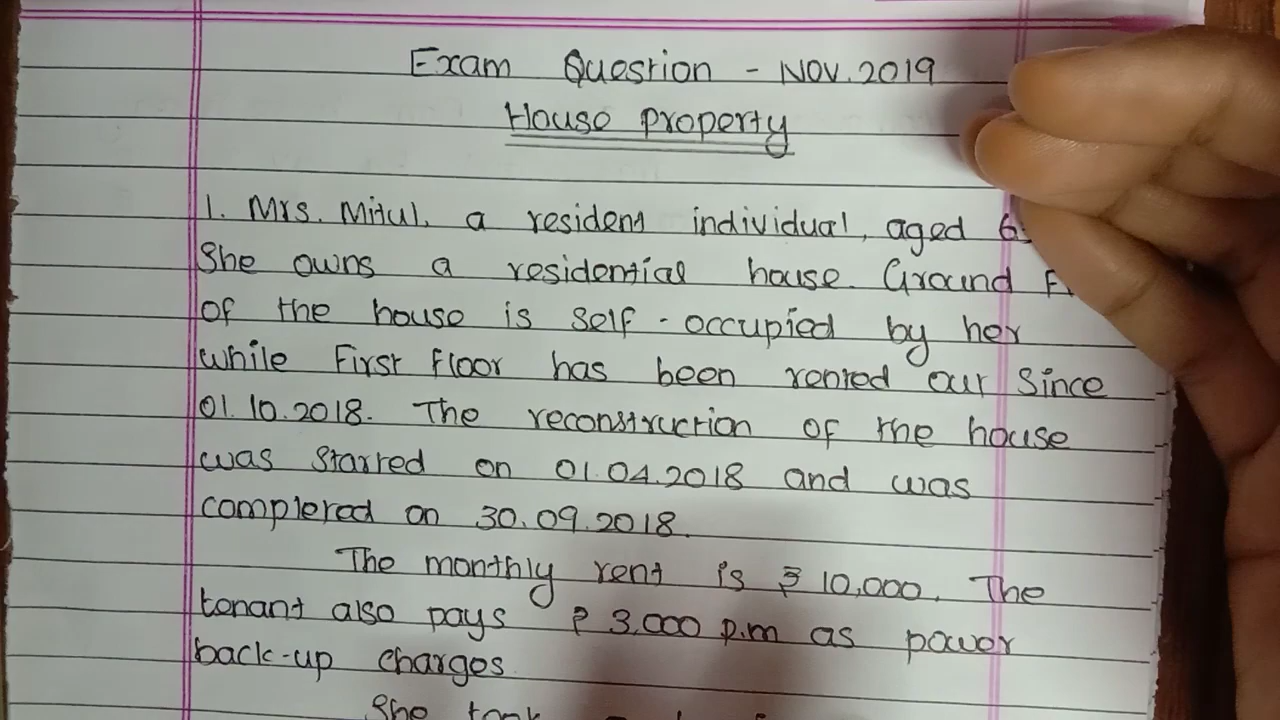 Exam Question - NOV. 2019
House property
1. Mrs. Mitul, a resident individual, aged
She owns a residential house. Ground
of the house is self-occupied by her
while First floor has been rented out since
01.10.2018. The reconstruction of the house
was started on 01.04.2018 and was
completed on 30.09.2018.
The monthly rent is ₹ 10,000. The
tenant also pays ₹ 3,000 p.m as power
back-up charges.
She took